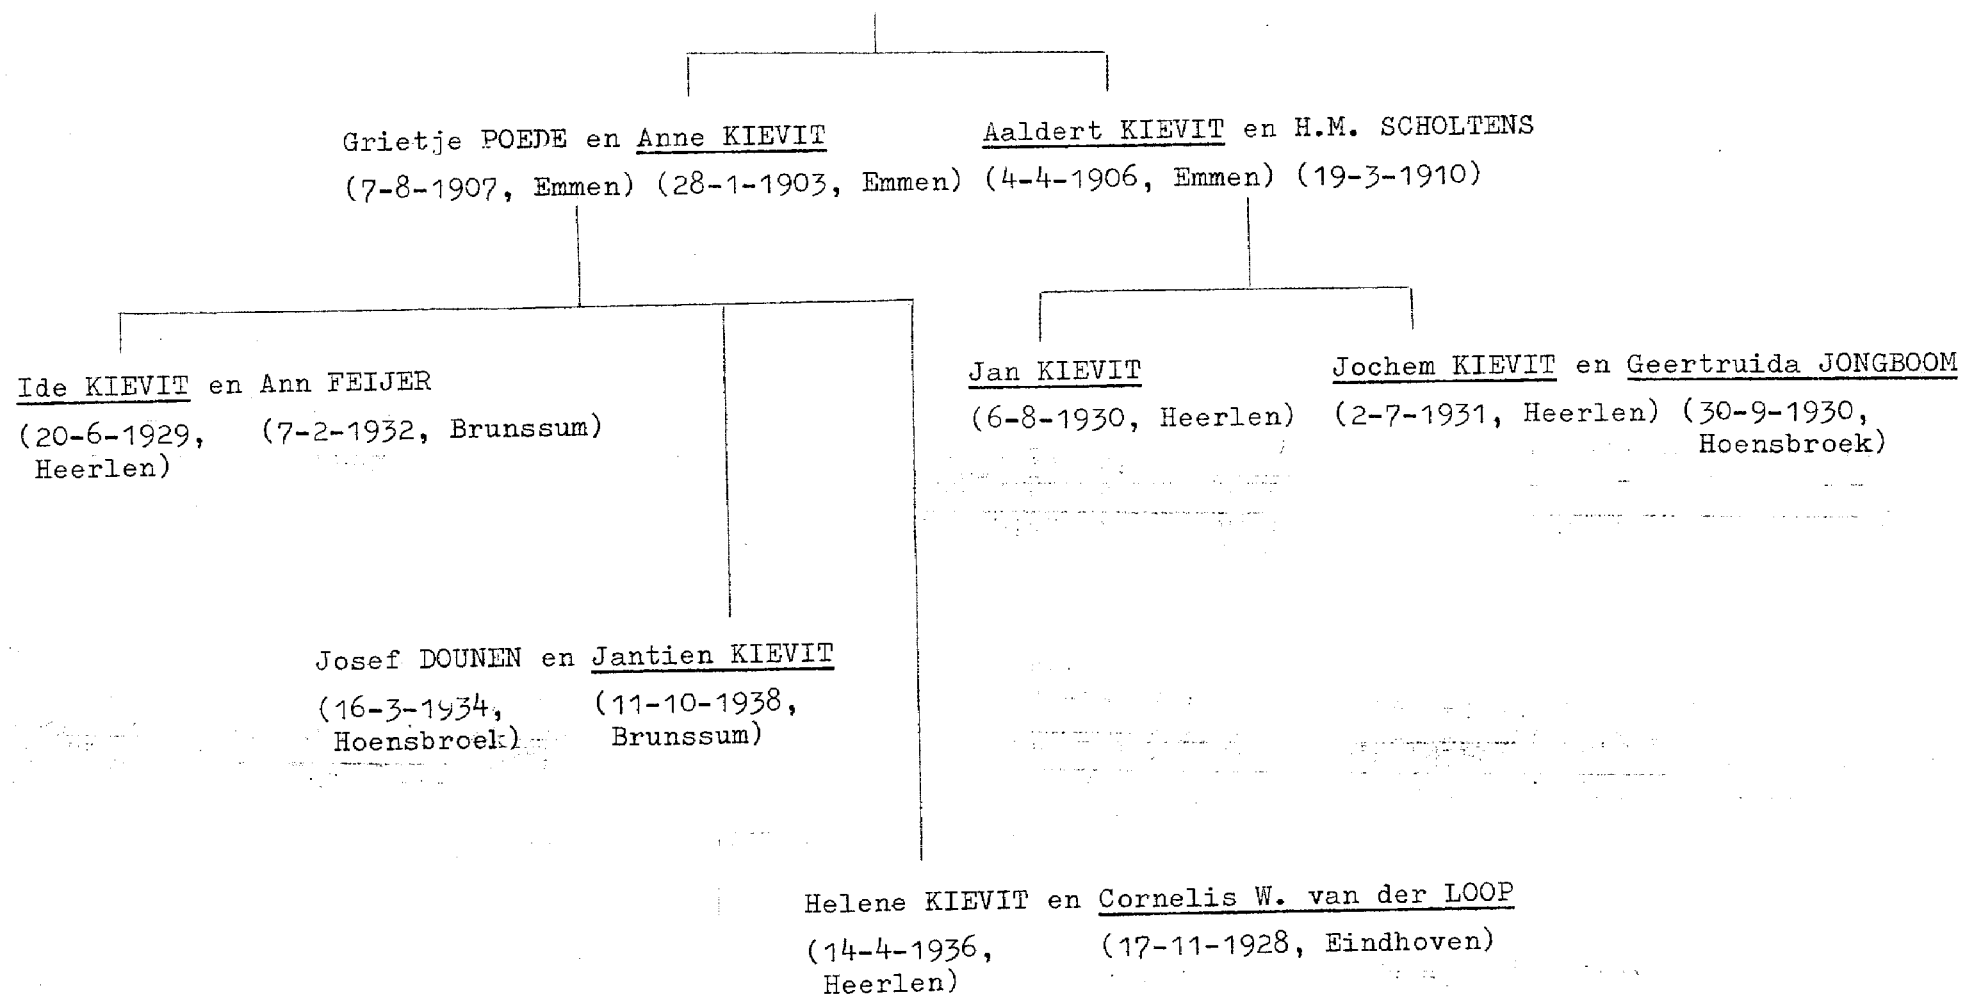 Grietje POEDE en Anne KIEVIT
(7-8-1907, Emmen) (28-1-1903, Emmen)
Aaldert KIEVIT en H.M. SCHOLTENS
(4-4-1906, Emmen) (19-3-1910)
Ide KIEVIT en Ann FEIJER
(20-6-1929, (7-2-1932, Brunssum)
Heerlen)
Jan KIEVIT
(6-8-1930, Heerlen)
Jochem KIEVIT en Geertruida JONGBOOM
(2-7-1931, Heerlen) (30-9-1930,
Hoensbroek)
Josef DOUNEN en Jantien KIEVIT
(16-3-1934, (11-10-1938,
Hoensbroek) Brunssum)
Helene KIEVIT en Cornelis W. van der LOOP
(14-4-1936, (17-11-1928, Eindhoven)
Heerlen)